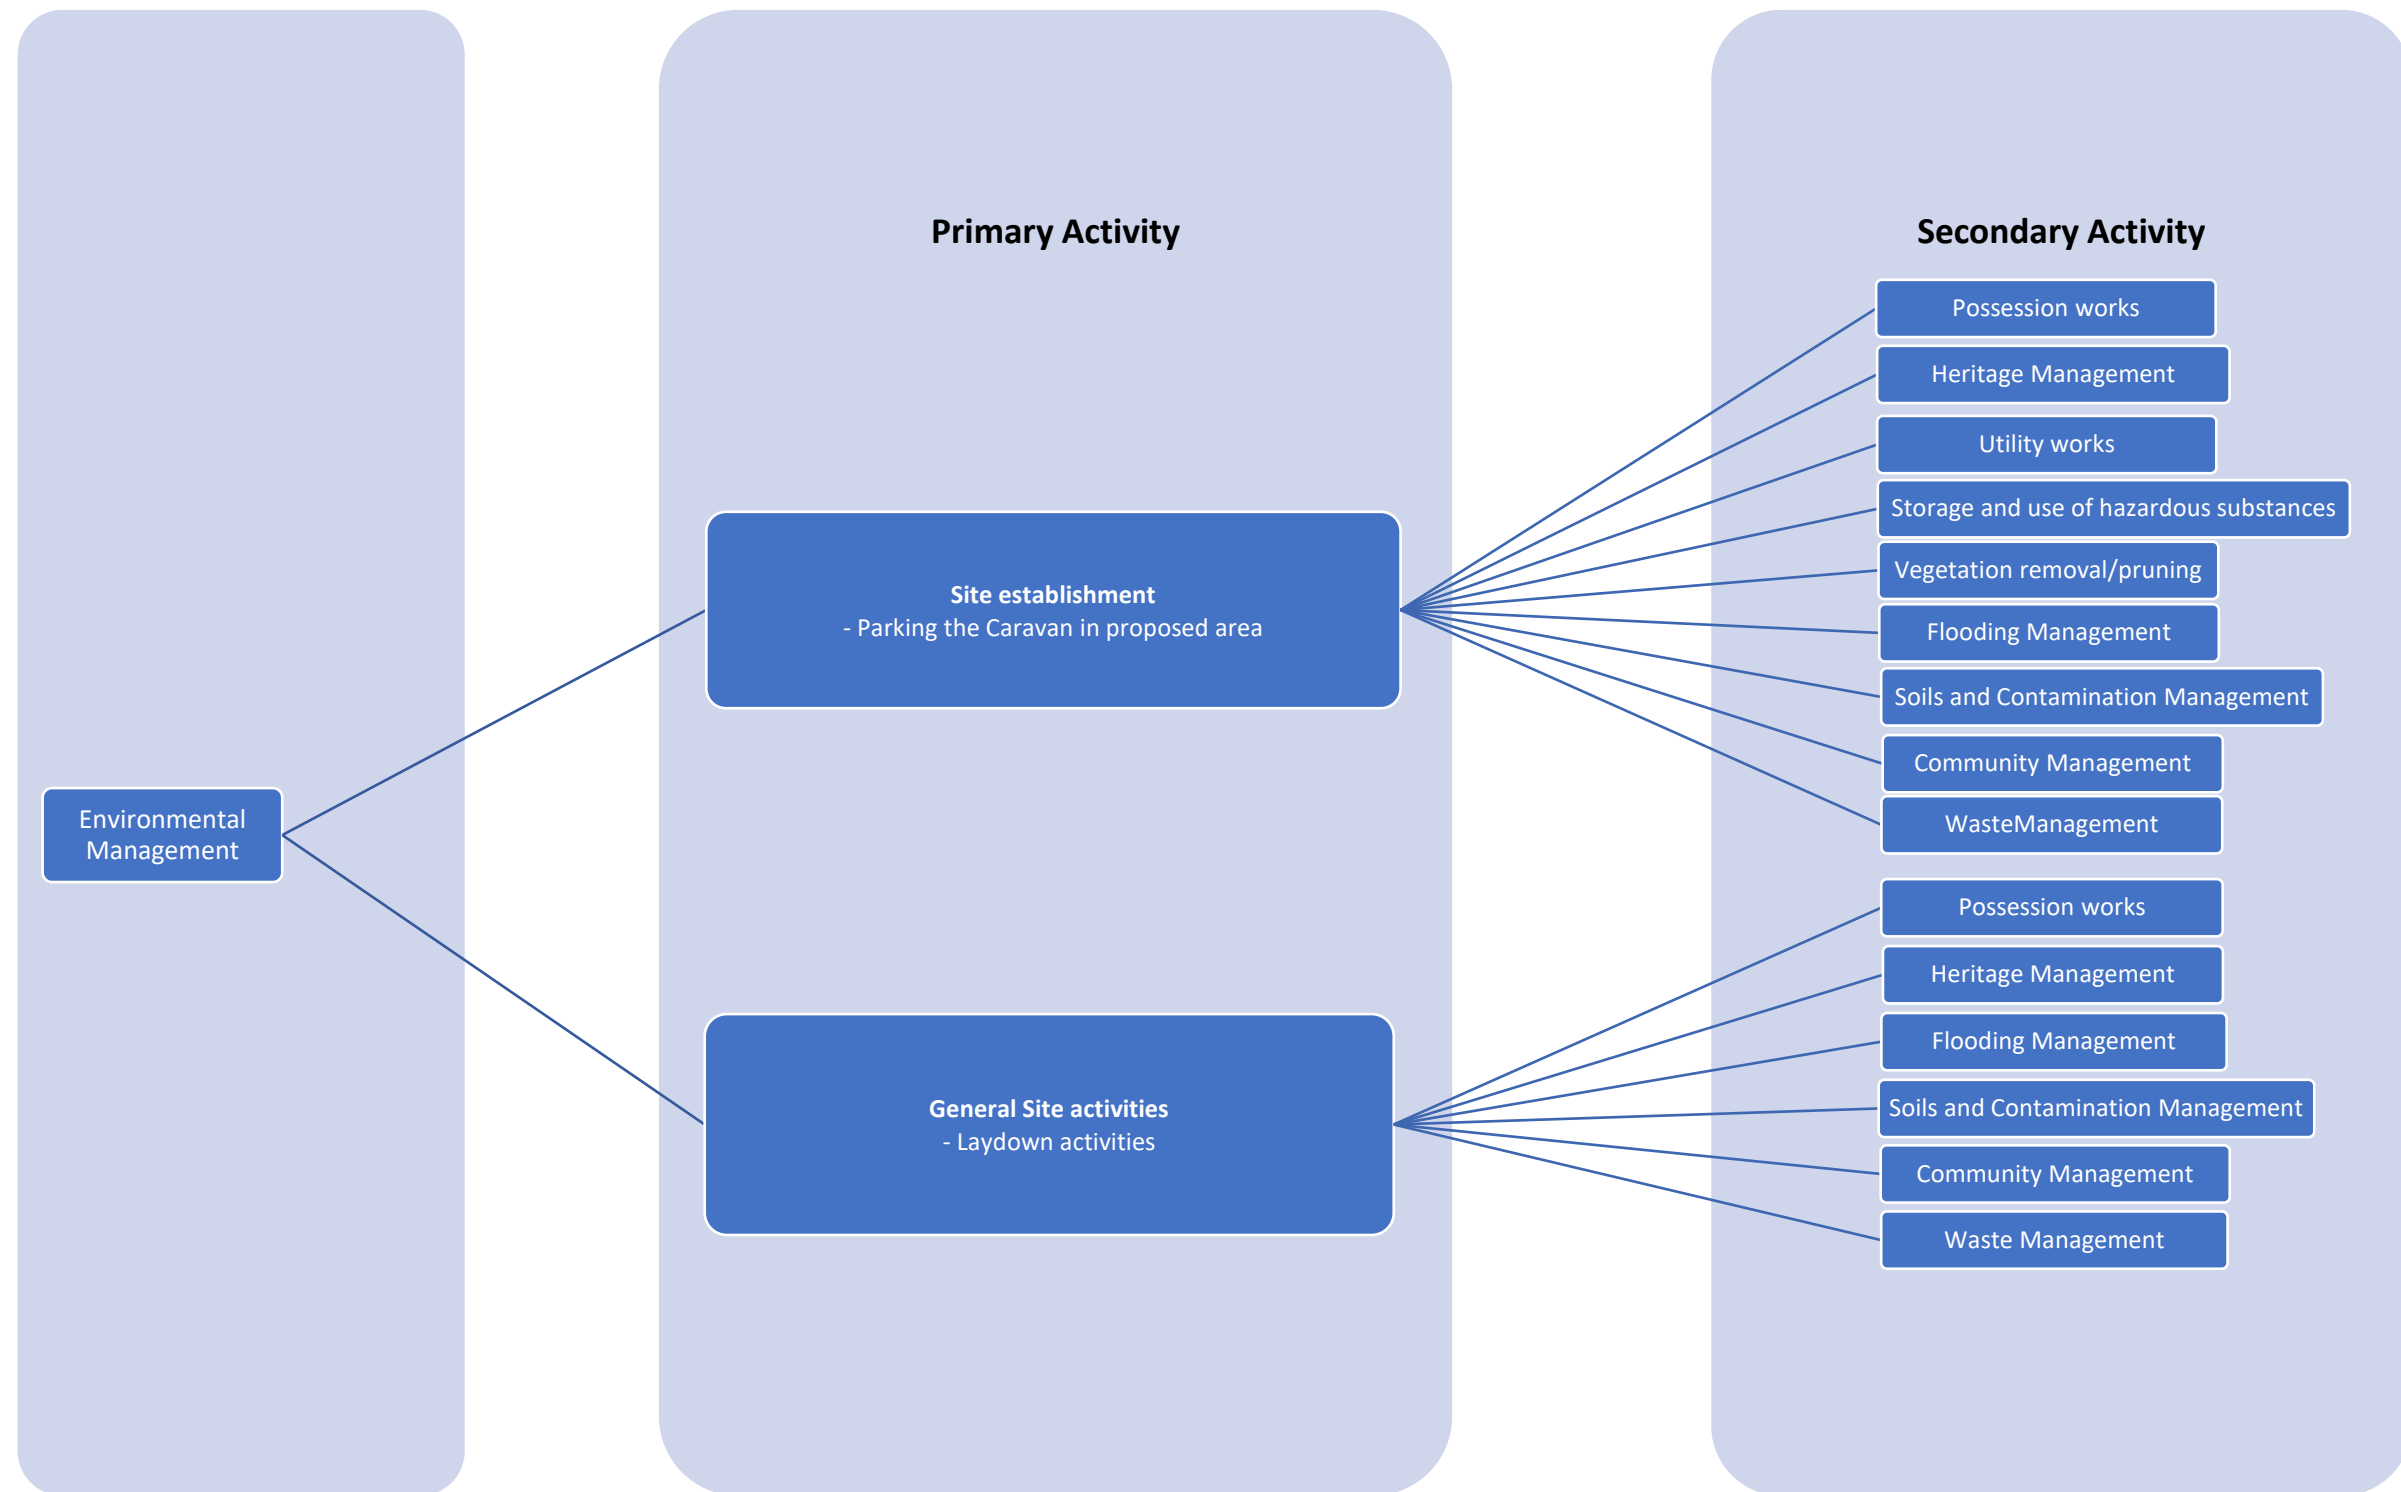 Primary Activity
Secondary Activity
Environmental
Management
Site establishment
- Parking the Caravan in proposed area
General Site activities
- Laydown activities
Possession works
Heritage Management
Utility works
Storage and use of hazardous substances
Vegetation removal/pruning
Flooding Management
Soils and Contamination Management
Community Management
WasteManagement
Possession works
Heritage Management
Flooding Management
Soils and Contamination Management
Community Management
Waste Management